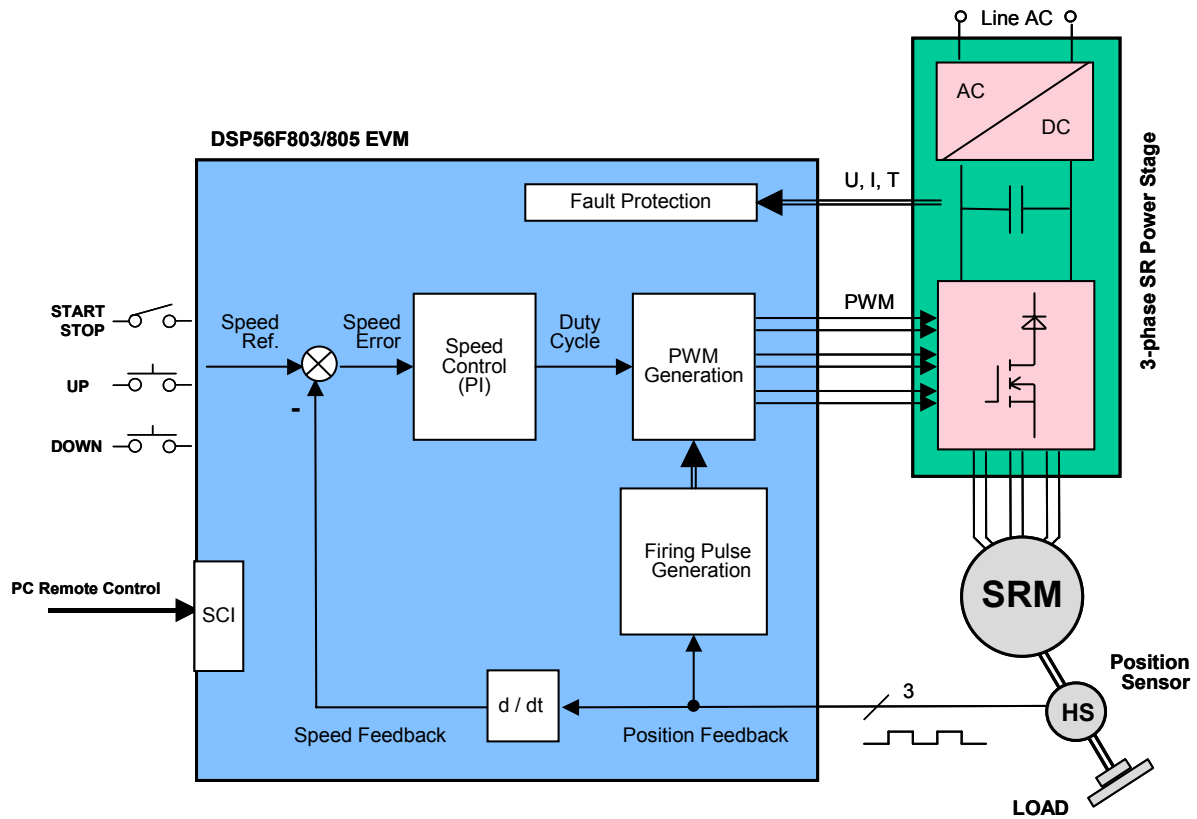 Line AC
AC
DC
3-phase SR Power Stage
DSP56F803/805 EVM
U, I, T
Fault Protection
START
STOP
UP
DOWN
Speed
Ref.
Speed
Error
Speed
Control
(PI)
Duty
Cycle
PWM
Generation
PWM
-
Firing Pulse
Generation
PC Remote Control
SCI
SRM
Position
Sensor
HS
3
d / dt
Speed Feedback
Position Feedback
LOAD